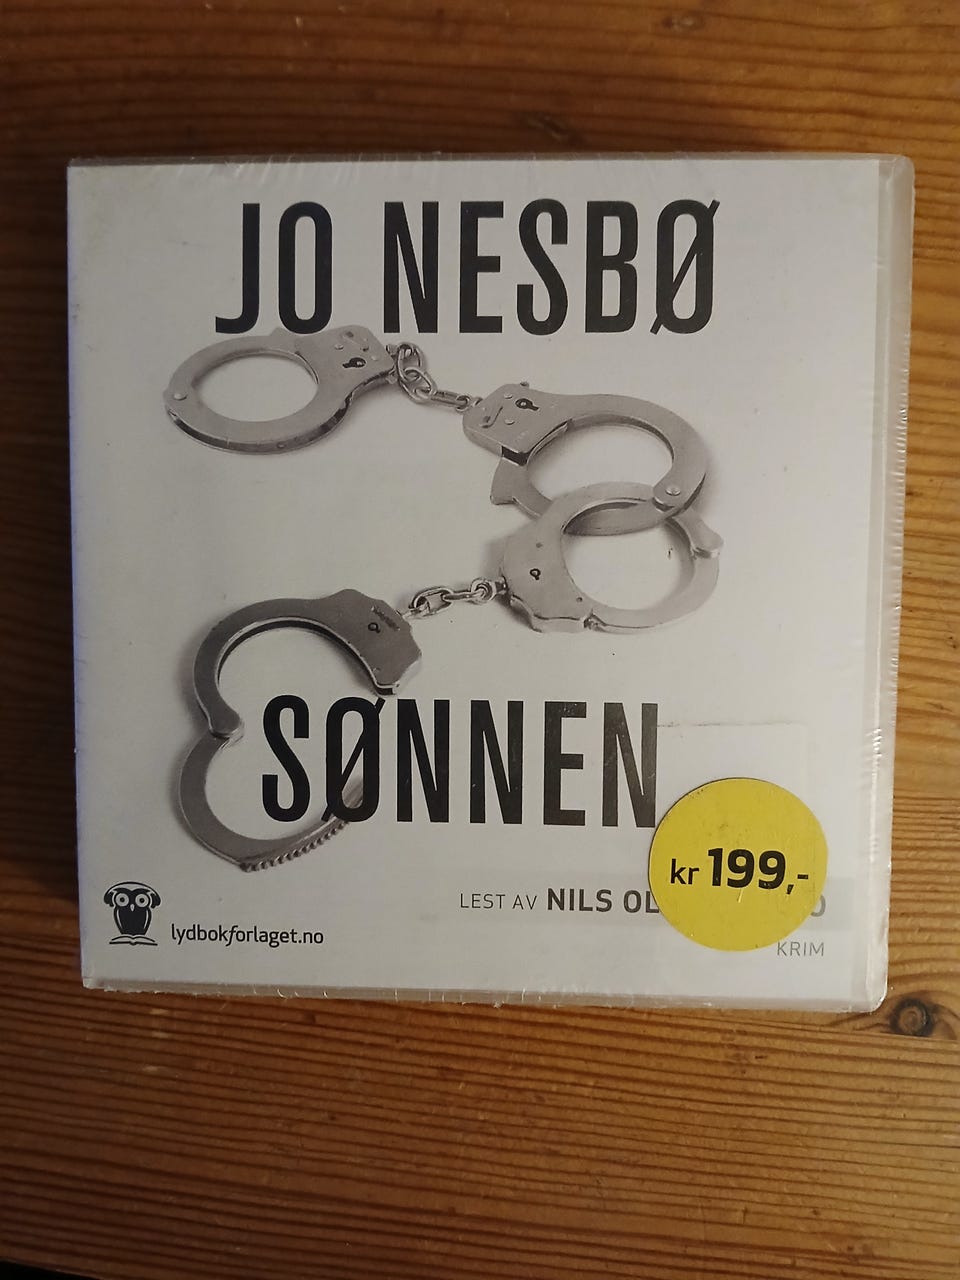 JO NESBØ
SØNNEN
kr 199,-
LEST AV NILS OL
KRIM
lydbokforlaget.no